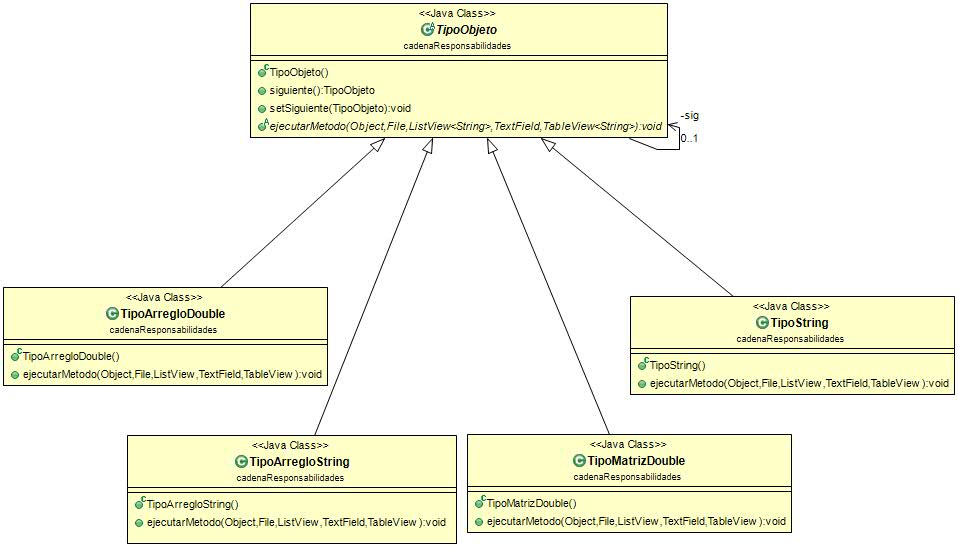 <<Java Class>>
TipoObjeto
cadenaResponsabilidades
TipoObjeto()
siguiente():TipoObjeto
setSiguiente(TipoObjeto):void
ejecutarMetodo(Object,File,ListView<String>,TextField,TableView<String>):void
-sig
0..1
<<Java Class>>
TipoArregloDouble
cadenaResponsabilidades
TipoArregloDouble()
ejecutarMetodo(Object,File,ListView,TextField,TableView):void
<<Java Class>>
TipoString
cadenaResponsabilidades
TipoString()
ejecutarMetodo(Object,File,ListView,TextField,TableView):void
<<Java Class>>
TipoArregloString
cadenaResponsabilidades
TipoArregloString()
ejecutarMetodo(Object,File,ListView,TextField,TableView):void
<<Java Class>>
TipoMatrizDouble
cadenaResponsabilidades
TipoMatrizDouble()
ejecutarMetodo(Object,File,ListView,TextField,TableView):void